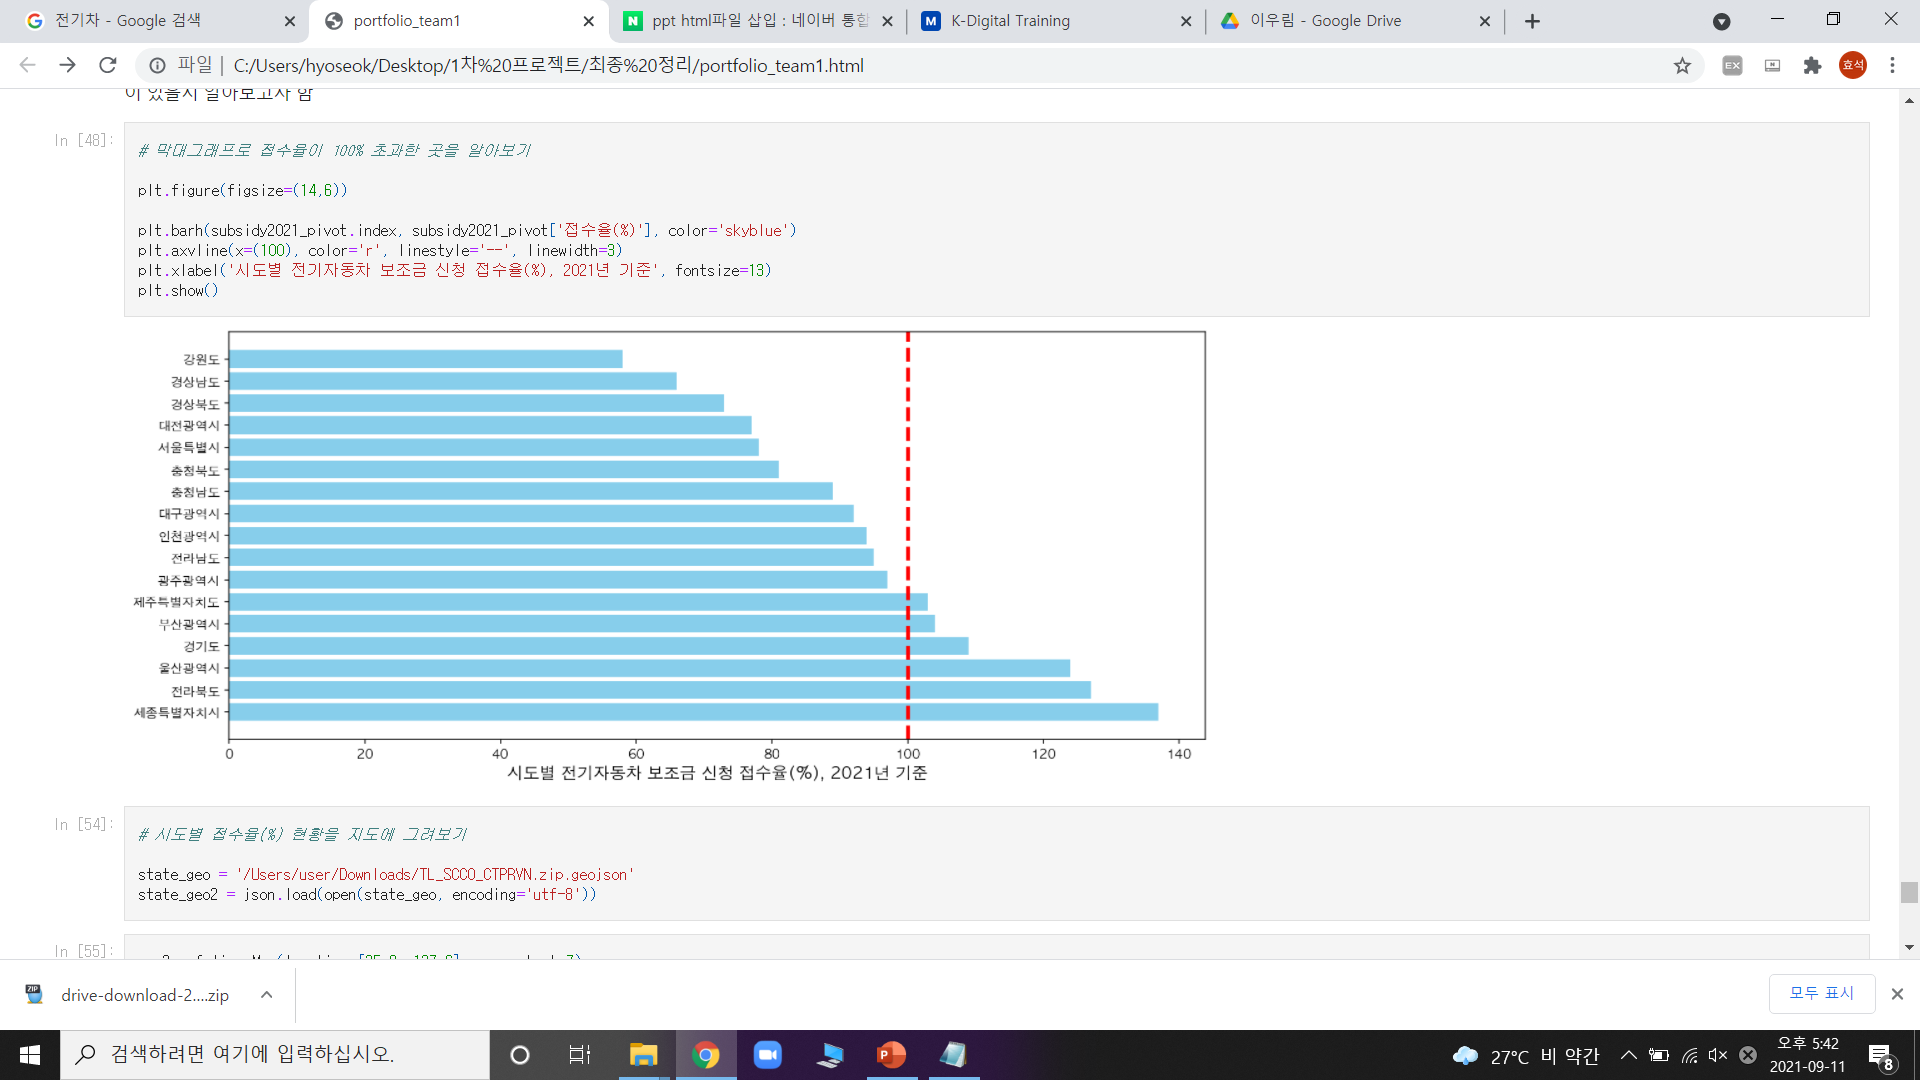 전기차 - Google 검색
portfolio_team1
ppt html파일 삽입 : 네이버 통합
K-Digital Training
이우림 - Google Drive
파일 | C:/Users/hyoseok/Desktop/1차%20프로젝트/최종%20정리/portfolio_team1.html
EX
효석
이 있을지 알아보고자 함
In [48]:
# 막대그래프로 접수율이 100% 초과한 곳을 알아보기
plt.figure(figsize=(14,6))
plt.barh(subsidy2021_pivot.index, subsidy2021_pivot['접수율(%)'], color='skyblue')
plt.axvline(x=(100), color='r', linestyle='--', linewidth=3)
plt.xlabel('시도별 전기자동차 보조금 신청 접수율(%), 2021년 기준', fontsize=13)
plt.show()
강원도
경상남도
경상북도
대전광역시
서울특별시
충청북도
충청남도
대구광역시
인천광역시
전라남도
광주광역시
제주특별자치도
부산광역시
경기도
울산광역시
전라북도
세종특별자치시
0 20 40 60 80 100 120 140
시도별 전기자동차 보조금 신청 접수율(%), 2021년 기준
In [54]:
# 시도별 접수율(%) 현황을 지도에 그려보기
state_geo = '/Users/user/Downloads/TL_SCCO_CTPRVN.zip.geojson'
state_geo2 = json.load(open(state_geo, encoding='utf-8'))
In [55]:
drive-download-2....zip
모두 표시
검색하려면 여기에 입력하십시오.
27°C 비 약간
오후 5:42
2021-09-11
8